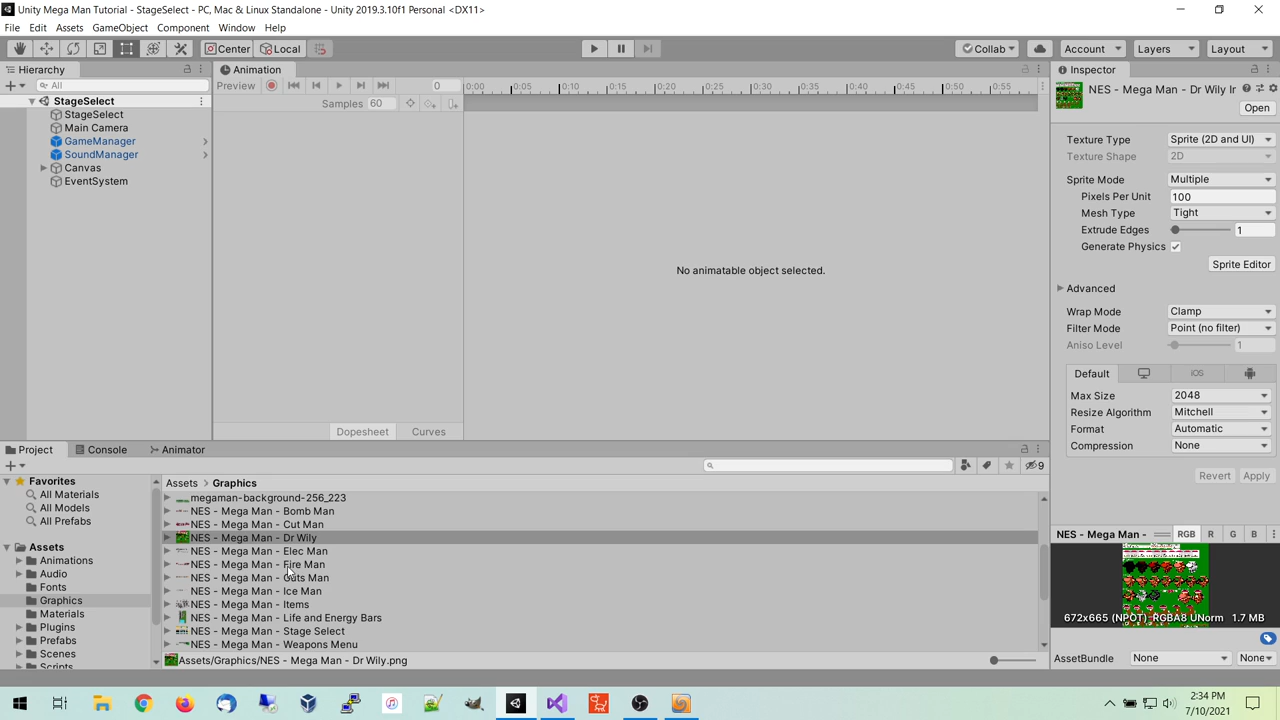 Unity Mega Man Tutorial - StageSelect - PC, Mac & Linux Standalone - Unity 2019.3.10f1 Personal <DX11>
File Edit Assets GameObject Component Window Help
Center Local Collab Account Layers Layout
Hierarchy
All
StageSelect
StageSelect
Main Camera
GameManager
SoundManager
Canvas
EventSystem
Animation
Preview 0 0:00 0:05 0:10 0:15 0:20 0:25 0:30 0:35 0:40 0:45 0:50 0:55
Samples 60
No animatable object selected.
Dopesheet Curves
Inspector
NES - Mega Man - Dr Wily Ir
Open
Texture Type Sprite (2D and UI)
Texture Shape 2D
Sprite Mode Multiple
Pixels Per Unit 100
Mesh Type Tight
Extrude Edges 1
Generate Physics
Sprite Editor
Advanced
Wrap Mode Clamp
Filter Mode Point (no filter)
Aniso Level 1
Default iOS
Max Size 2048
Resize Algorithm Mitchell
Format Automatic
Compression None
Revert Apply
NES - Mega Man - RGB R G B
672x665 (NPOT) RGBA8 UNorm 1.7 MB
AssetBundle None None
Project Console Animator
9
Favorites
All Materials
All Models
All Prefabs
Assets
Animations
Audio
Fonts
Graphics
Materials
Plugins
Prefabs
Scenes
Scripts
Assets > Graphics
megaman-background-256_223
NES - Mega Man - Bomb Man
NES - Mega Man - Cut Man
NES - Mega Man - Dr Wily
NES - Mega Man - Elec Man
NES - Mega Man - Fire Man
NES - Mega Man - Guts Man
NES - Mega Man - Ice Man
NES - Mega Man - Items
NES - Mega Man - Life and Energy Bars
NES - Mega Man - Stage Select
NES - Mega Man - Weapons Menu
Assets/Graphics/NES - Mega Man - Dr Wily.png
2:34 PM
7/10/2021